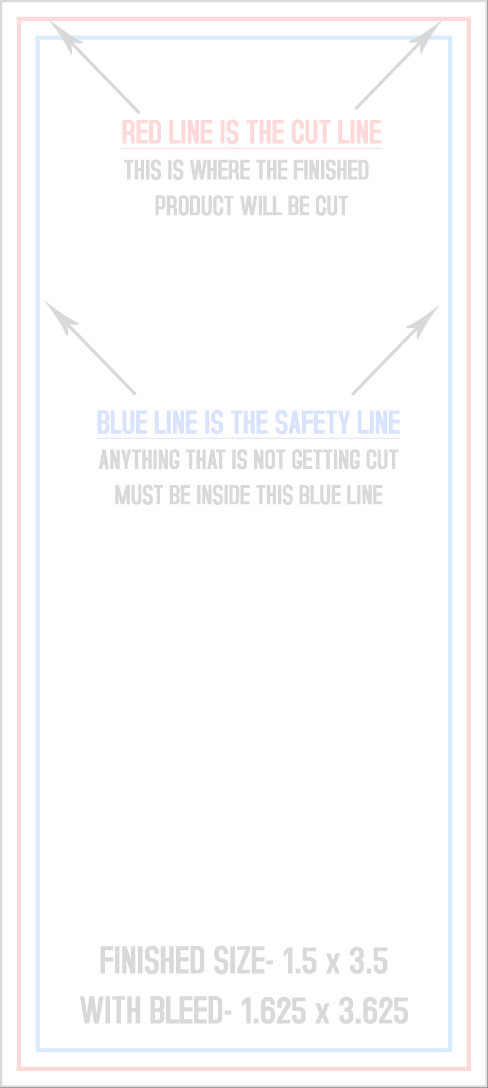 RED LINE IS THE CUT LINE
THIS IS WHERE THE FINISHED
PRODUCT WILL BE CUT
BLUE LINE IS THE SAFETY LINE
ANYTHING THAT IS NOT GETTING CUT
MUST BE INSIDE THIS BLUE LINE
FINISHED SIZE- 1.5 x 3.5
WITH BLEED- 1.625 x 3.625